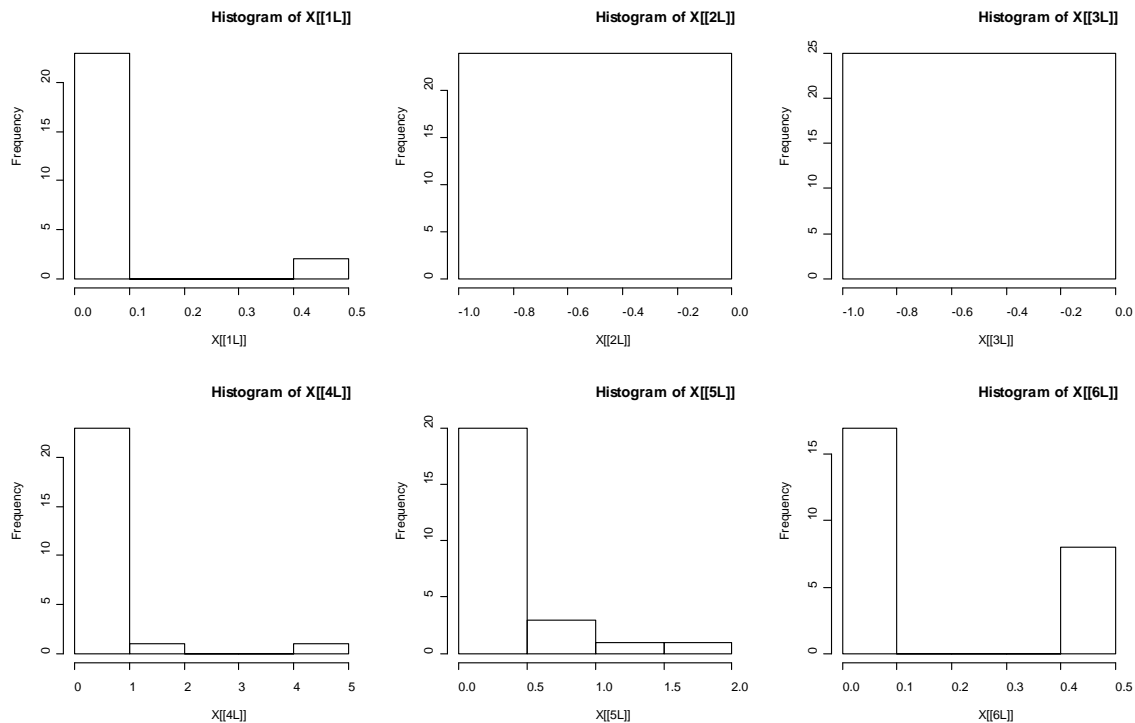 Histogram of X[[1L]]
Frequency
20
15
10
5
0
0.0 0.1 0.2 0.3 0.4 0.5
X[[1L]]
Histogram of X[[2L]]
Frequency
20
15
10
5
0
-1.0 -0.8 -0.6 -0.4 -0.2 0.0
X[[2L]]
Histogram of X[[3L]]
Frequency
25
20
15
10
5
0
-1.0 -0.8 -0.6 -0.4 -0.2 0.0
X[[3L]]
Histogram of X[[4L]]
Frequency
20
15
10
5
0
0 1 2 3 4 5
X[[4L]]
Histogram of X[[5L]]
Frequency
20
15
10
5
0
0.0 0.5 1.0 1.5 2.0
X[[5L]]
Histogram of X[[6L]]
Frequency
15
10
5
0
0.0 0.1 0.2 0.3 0.4 0.5
X[[6L]]